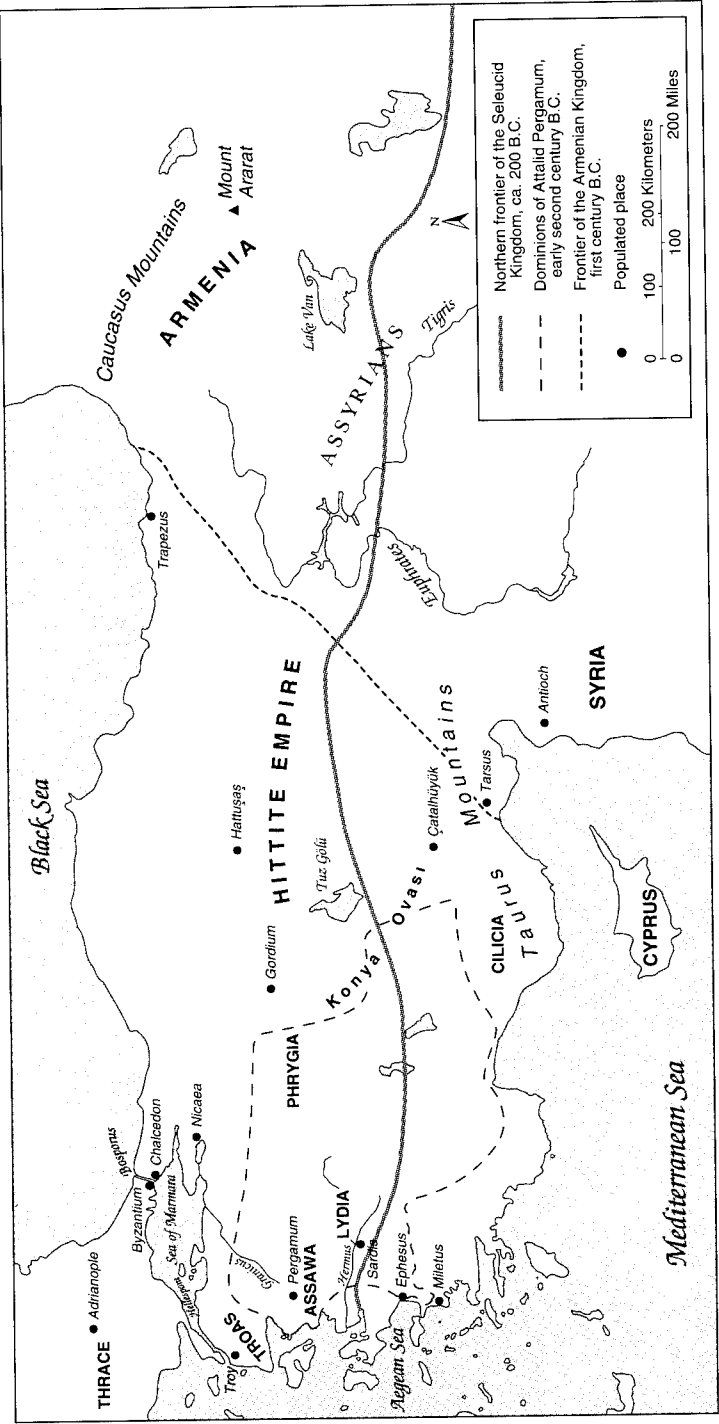 Black Sea
Caucasus Mountains
Mount
Ararat
ARMENIA
Lake Van
ASSYRIANS
Tigris
Trapezus
Euphrates
HITTITE EMPIRE
Hattuşaş
Tuz Gölü
Gordium
Konya Ovasi
Çatalhüyük
Taurus Mountains
Tarsus
Antioch
SYRIA
CILICIA
CYPRUS
Mediterranean Sea
PHRYGIA
Bosporus
Chalcedon
Nicaea
Byzantium
Sea of Marmara
Adrianople
THRACE
Hellespont
Granicus
TROAS
Troy
Pergamum
ASSAWA
LYDIA
Hermus
Sardis
Ephesus
Miletus
Aegean Sea
N
Northern frontier of the Seleucid
Kingdom, ca. 200 B.C.
Dominions of Attalid Pergamum,
early second century B.C.
Frontier of the Armenian Kingdom,
first century B.C.
Populated place
0 100 200 Kilometers
0 100 200 Miles